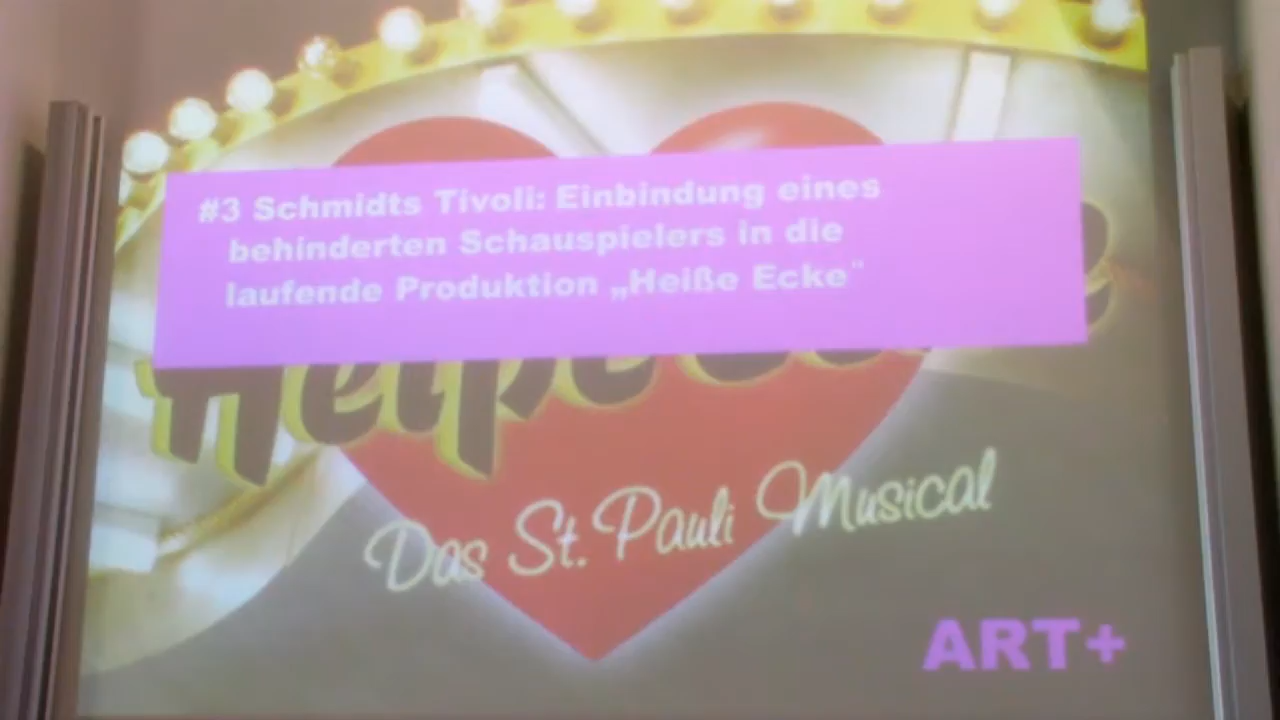 #3 Schmidts Tivoli: Einbindung eines
behinderten Schauspielers in die
laufende Produktion „Heiße Ecke“
Das St. Pauli Musical
ART+